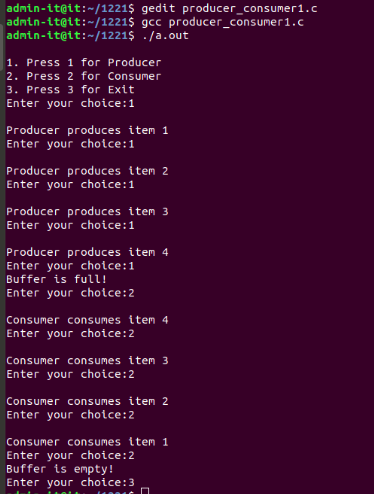 admin-it@it:~/1221$ gedit producer_consumer1.c
admin-it@it:~/1221$ gcc producer_consumer1.c
admin-it@it:~/1221$ ./a.out
1. Press 1 for Producer
2. Press 2 for Consumer
3. Press 3 for Exit
Enter your choice:1
Producer produces item 1
Enter your choice:1
Producer produces item 2
Enter your choice:1
Producer produces item 3
Enter your choice:1
Producer produces item 4
Enter your choice:1
Buffer is full!
Enter your choice:2
Consumer consumes item 4
Enter your choice:2
Consumer consumes item 3
Enter your choice:2
Consumer consumes item 2
Enter your choice:2
Consumer consumes item 1
Enter your choice:2
Buffer is empty!
Enter your choice:3
admin-it@it:~/1221$